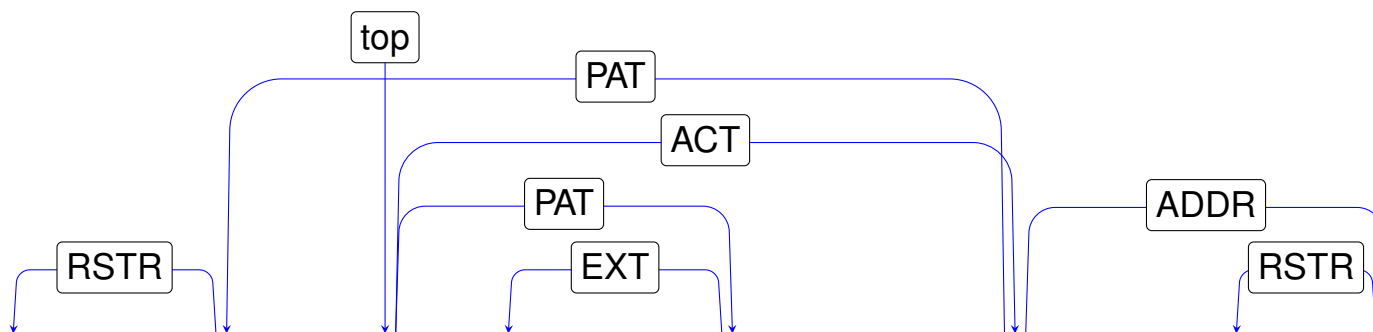 top
PAT
ACT
PAT
ADDR
RSTR
EXT
RSTR